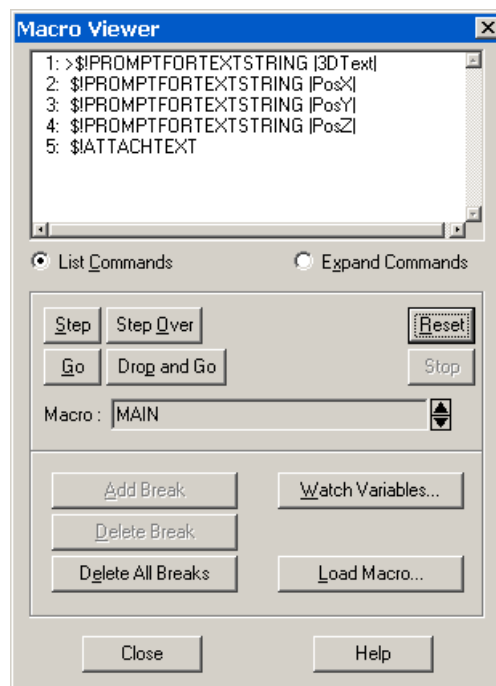 Macro Viewer
1: >$!PROMPTFORTEXTSTRING |3DText|
2: $!PROMPTFORTEXTSTRING |PosX|
3: $!PROMPTFORTEXTSTRING |PosY|
4: $!PROMPTFORTEXTSTRING |PosZ|
5: $!ATTACHTEXT
List Commands Expand Commands
Step Step Over Reset
Go Drop and Go Stop
Macro : MAIN
Add Break Watch Variables...
Delete Break
Delete All Breaks Load Macro...
Close Help